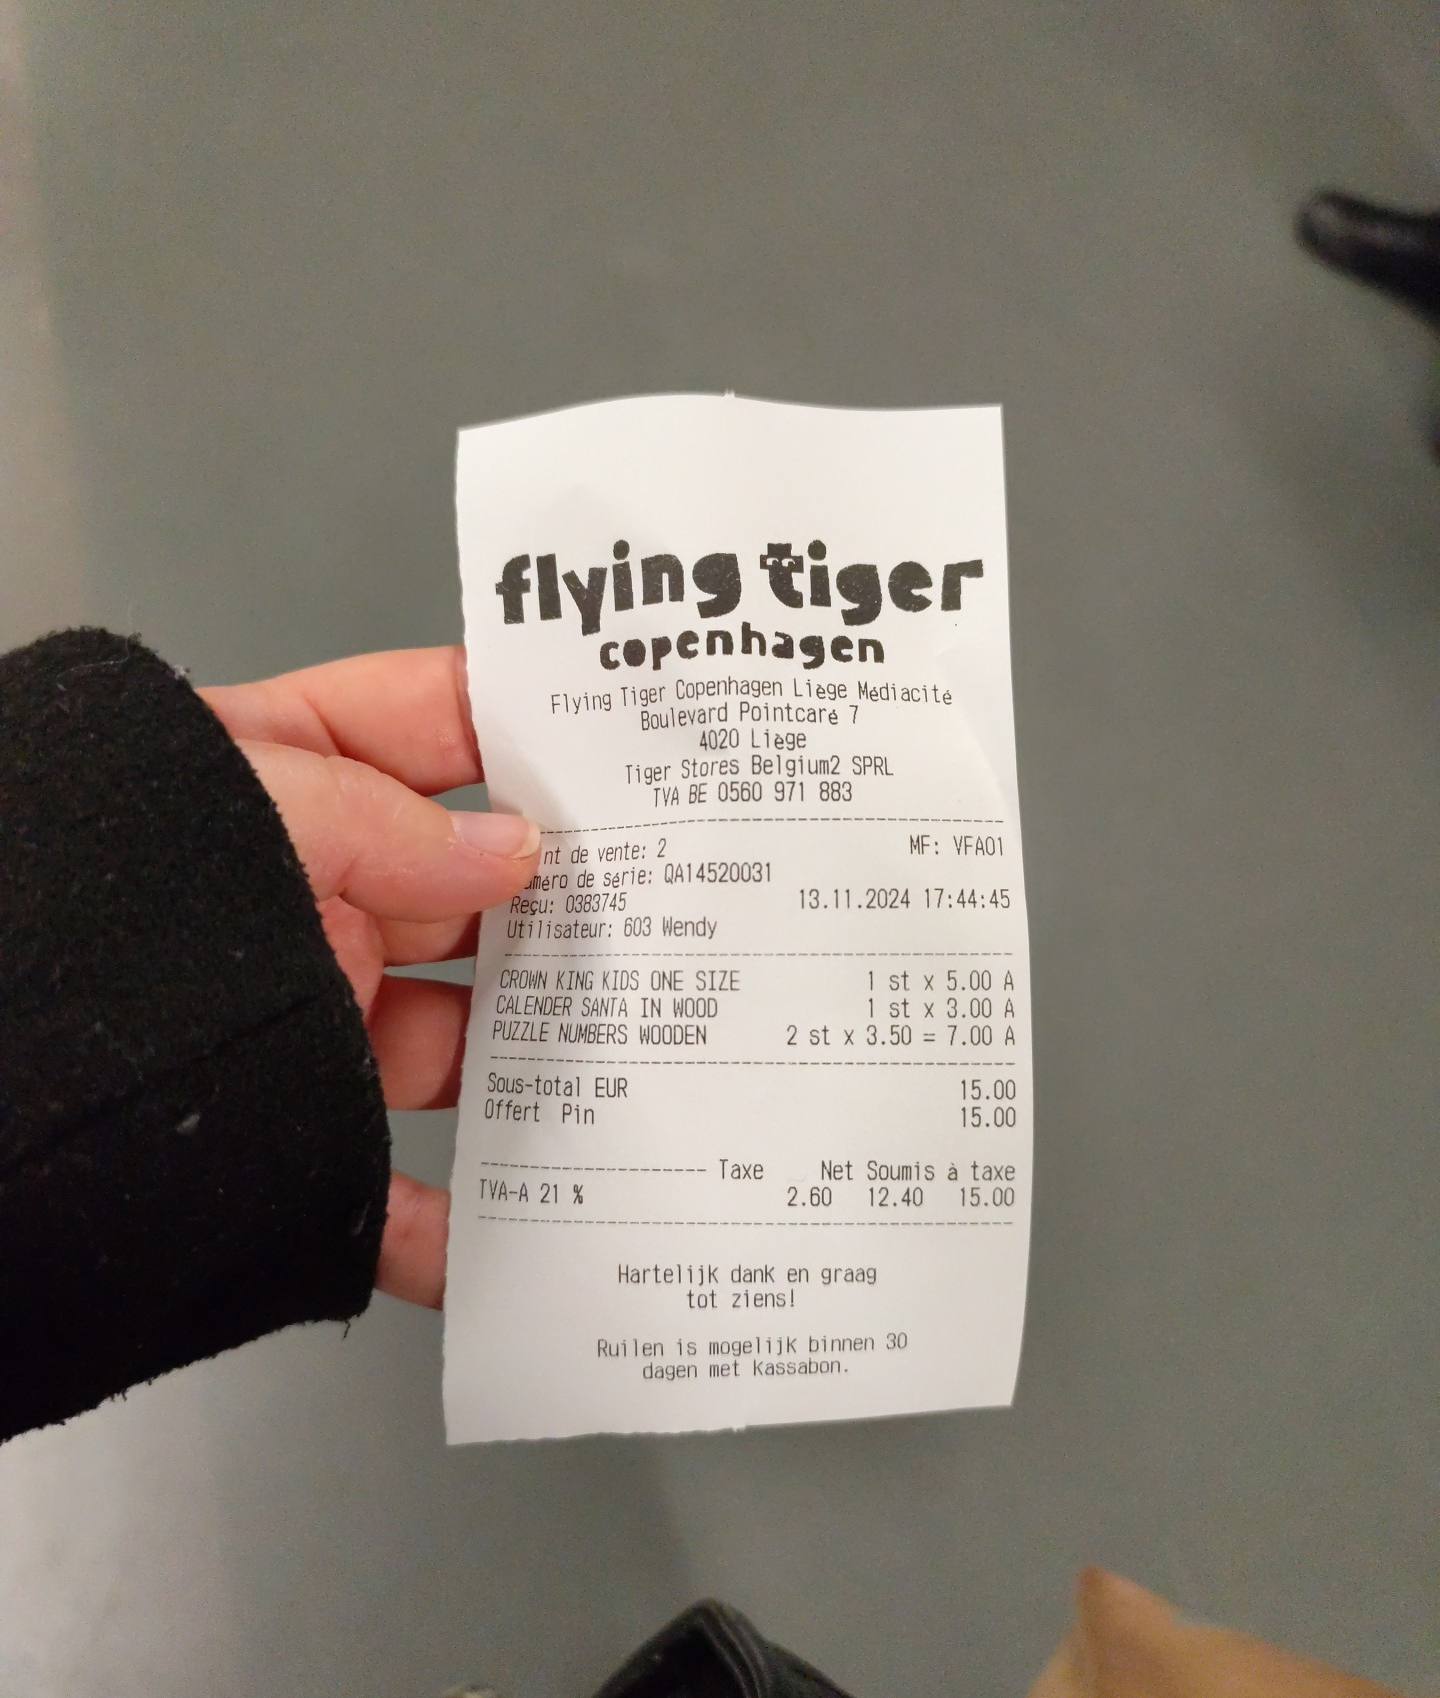 flying tiger
copenhagen
Flying Tiger Copenhagen Liège Médiacité
Boulevard Pointcaré 7
4020 Liège
Tiger Stores Belgium2 SPRL
TVA BE 0560 971 883
nt de vente: 2 MF: VFA01
uméro de série: QA14520031
Reçu: 0383745 13.11.2024 17:44:45
Utilisateur: 603 Wendy
CROWN KING KIDS ONE SIZE 1 st x 5.00 A
CALENDER SANTA IN WOOD 1 st x 3.00 A
PUZZLE NUMBERS WOODEN 2 st x 3.50 = 7.00 A
Sous-total EUR 15.00
Offert Pin 15.00
Taxe Net Soumis à taxe
TVA-A 21 % 2.60 12.40 15.00
Hartelijk dank en graag
tot ziens!
Ruilen is mogelijk binnen 30
dagen met kassabon.